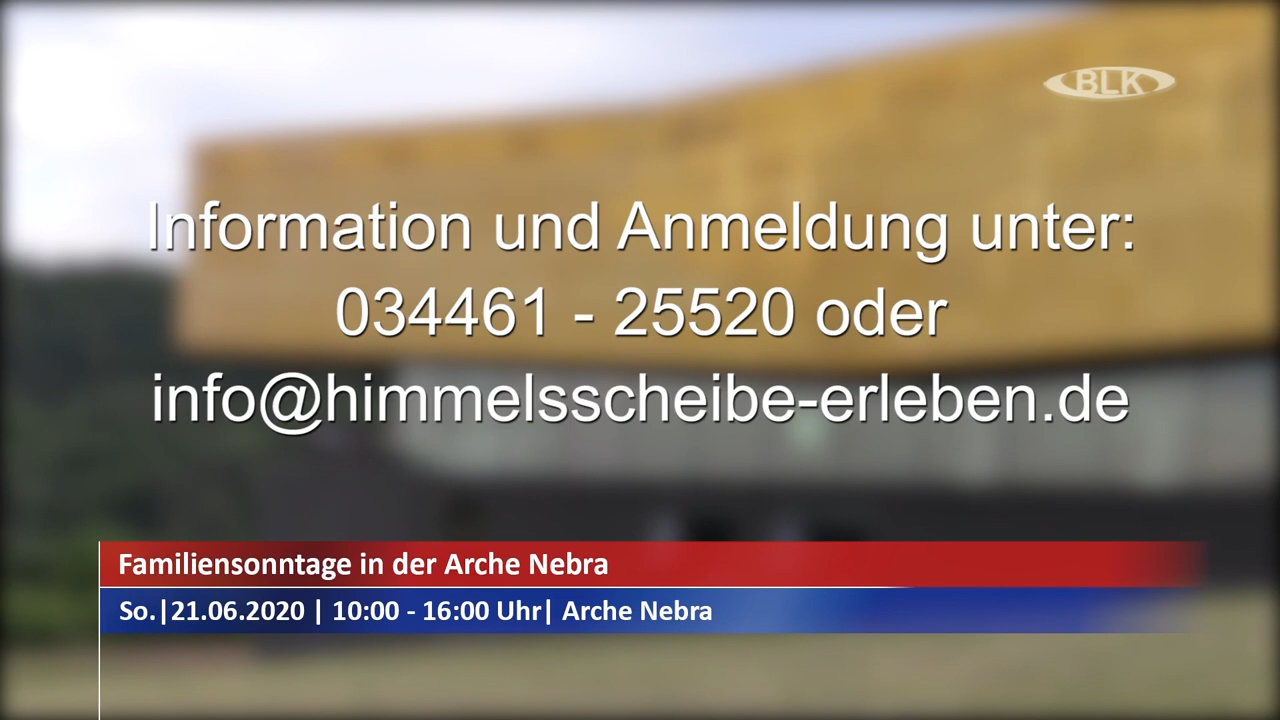 BLK
Information und Anmeldung unter:
034461 - 25520 oder
info@himmelsscheibe-erleben.de
Familiensonntage in der Arche Nebra
So.|21.06.2020 | 10:00 - 16:00 Uhr| Arche Nebra